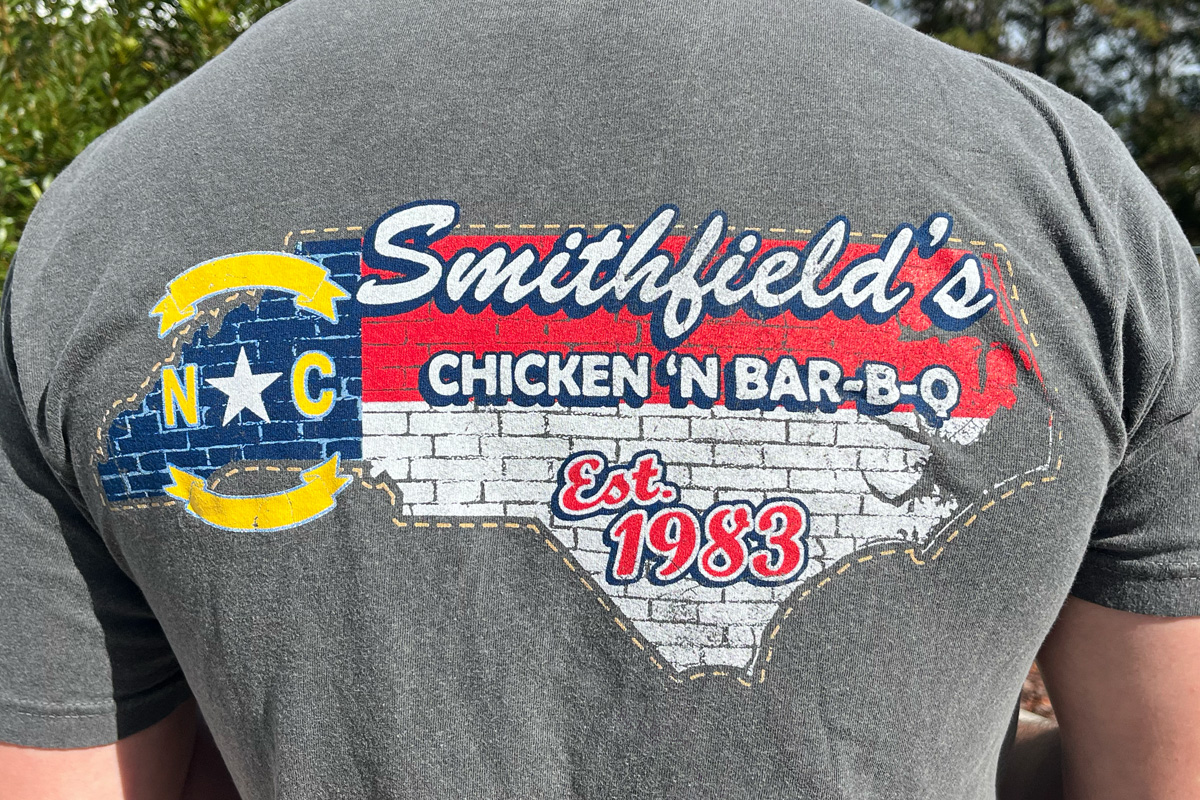 Smithfield's
CHICKEN 'N BAR-B-Q
N C
Est.
1983